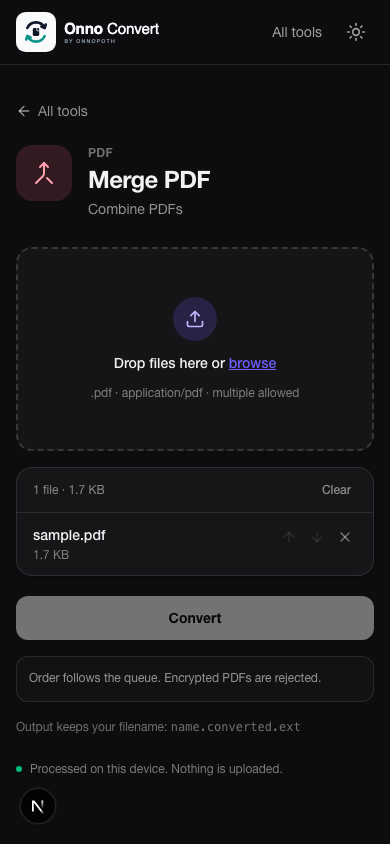 Onno Convert
BY ONNOPOTH
All tools
All tools
PDF
Merge PDF
Combine PDFs
Drop files here or browse
.pdf · application/pdf · multiple allowed
1 file · 1.7 KB
Clear
sample.pdf
1.7 KB
Convert
Order follows the queue. Encrypted PDFs are rejected.
Output keeps your filename: name.converted.ext
Processed on this device. Nothing is uploaded.
N